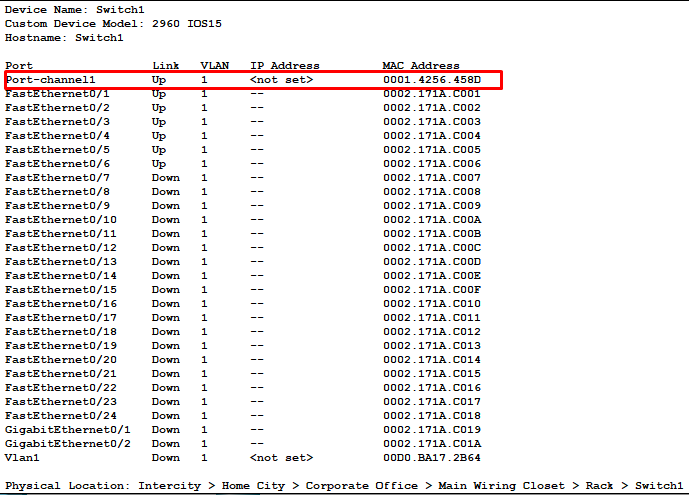 Device Name: Switch1
Custom Device Model: 2960 IOS15
Hostname: Switch1
Port Link VLAN IP Address MAC Address
Port-channel1 Up 1 <not set> 0001.4256.458D
FastEthernet0/1 Up 1 -- 0002.171A.C001
FastEthernet0/2 Up 1 -- 0002.171A.C002
FastEthernet0/3 Up 1 -- 0002.171A.C003
FastEthernet0/4 Up 1 -- 0002.171A.C004
FastEthernet0/5 Up 1 -- 0002.171A.C005
FastEthernet0/6 Up 1 -- 0002.171A.C006
FastEthernet0/7 Down 1 -- 0002.171A.C007
FastEthernet0/8 Down 1 -- 0002.171A.C008
FastEthernet0/9 Down 1 -- 0002.171A.C009
FastEthernet0/10 Down 1 -- 0002.171A.C00A
FastEthernet0/11 Down 1 -- 0002.171A.C00B
FastEthernet0/12 Down 1 -- 0002.171A.C00C
FastEthernet0/13 Down 1 -- 0002.171A.C00D
FastEthernet0/14 Down 1 -- 0002.171A.C00E
FastEthernet0/15 Down 1 -- 0002.171A.C00F
FastEthernet0/16 Down 1 -- 0002.171A.C010
FastEthernet0/17 Down 1 -- 0002.171A.C011
FastEthernet0/18 Down 1 -- 0002.171A.C012
FastEthernet0/19 Down 1 -- 0002.171A.C013
FastEthernet0/20 Down 1 -- 0002.171A.C014
FastEthernet0/21 Down 1 -- 0002.171A.C015
FastEthernet0/22 Down 1 -- 0002.171A.C016
FastEthernet0/23 Down 1 -- 0002.171A.C017
FastEthernet0/24 Down 1 -- 0002.171A.C018
GigabitEthernet0/1 Down 1 -- 0002.171A.C019
GigabitEthernet0/2 Down 1 -- 0002.171A.C01A
Vlan1 Down 1 <not set> 00D0.BA17.2B64
Physical Location: Intercity > Home City > Corporate Office > Main Wiring Closet > Rack > Switch1